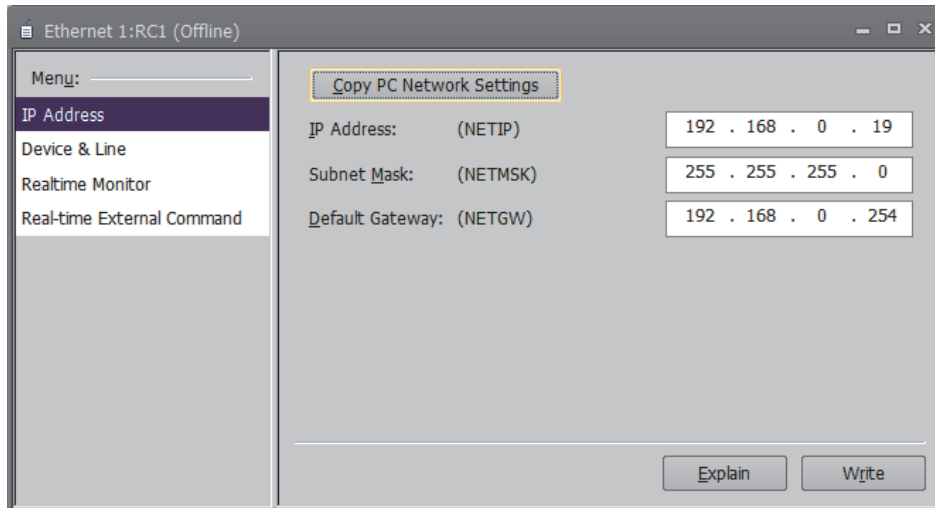 Ethernet 1:RC1 (Offline)
Menu:
IP Address
Device & Line
Realtime Monitor
Real-time External Command
Copy PC Network Settings
IP Address: (NETIP) 192 . 168 . 0 . 19
Subnet Mask: (NETMSK) 255 . 255 . 255 . 0
Default Gateway: (NETGW) 192 . 168 . 0 . 254
Explain Write